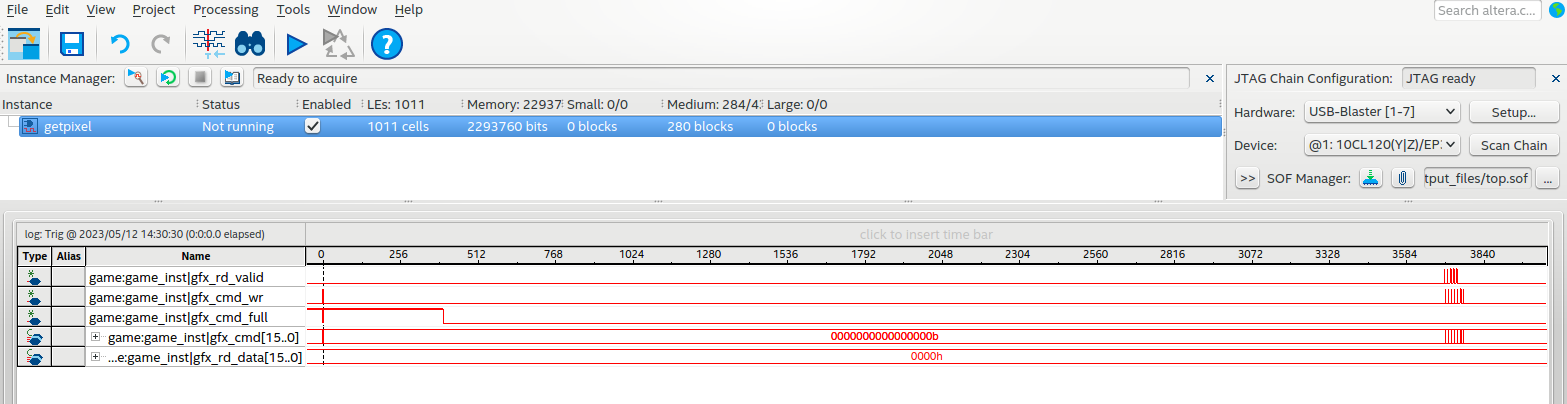 File Edit View Project Processing Tools Window Help Search altera.c...
Instance Manager: Ready to acquire JTAG Chain Configuration: JTAG ready
Instance Status Enabled LEs: 1011 Memory: 22937 Small: 0/0 Medium: 284/4 Large: 0/0
getpixel Not running 1011 cells 2293760 bits 0 blocks 280 blocks 0 blocks
Hardware: USB-Blaster [1-7] Setup...
Device: @1: 10CL120(Y|Z)/EP: Scan Chain
>> SOF Manager: tput_files/top.sof ...
log: Trig @ 2023/05/12 14:30:30 (0:0:0.0 elapsed) click to insert time bar
Type Alias Name 0 256 512 768 1024 1280 1536 1792 2048 2304 2560 2816 3072 3328 3584 3840
game:game_inst|gfx_rd_valid
game:game_inst|gfx_cmd_wr
game:game_inst|gfx_cmd_full
game:game_inst|gfx_cmd[15..0] 0000000000000000b
...e:game_inst|gfx_rd_data[15..0] 0000h